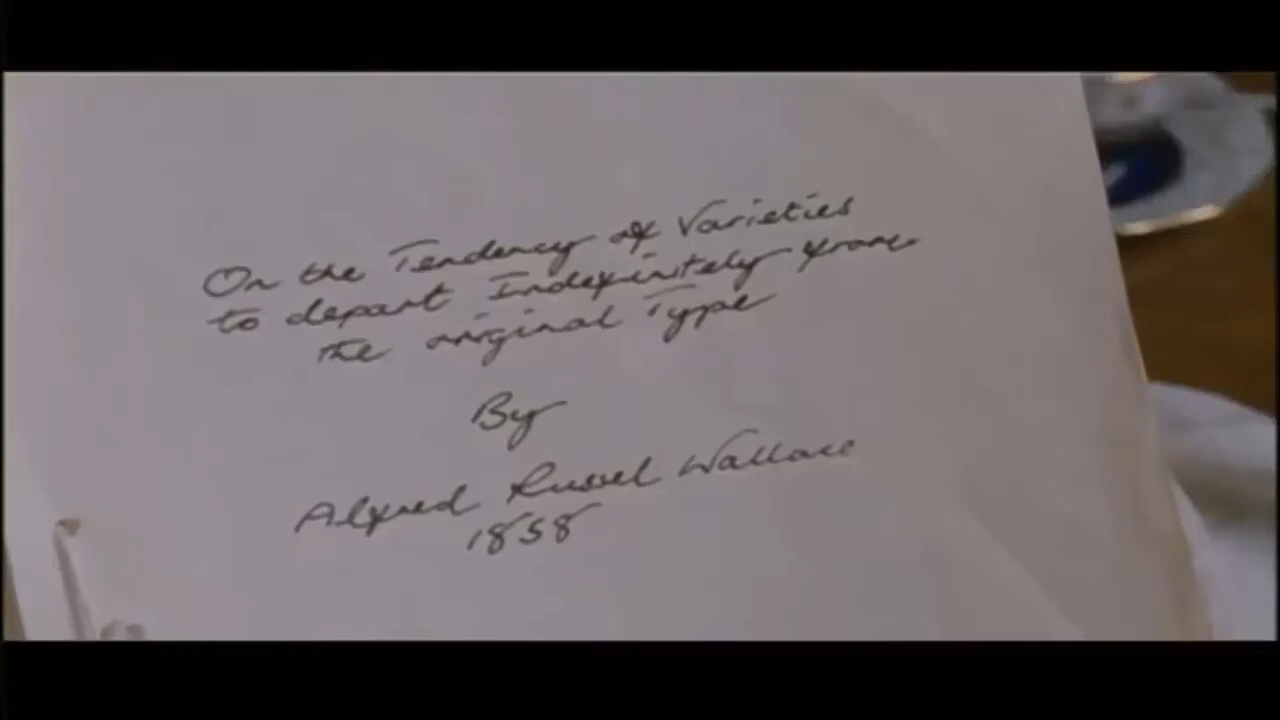 On the Tendency of Varieties
to depart Indefinitely from
the original Type
By
Alfred Russel Wallace
1858